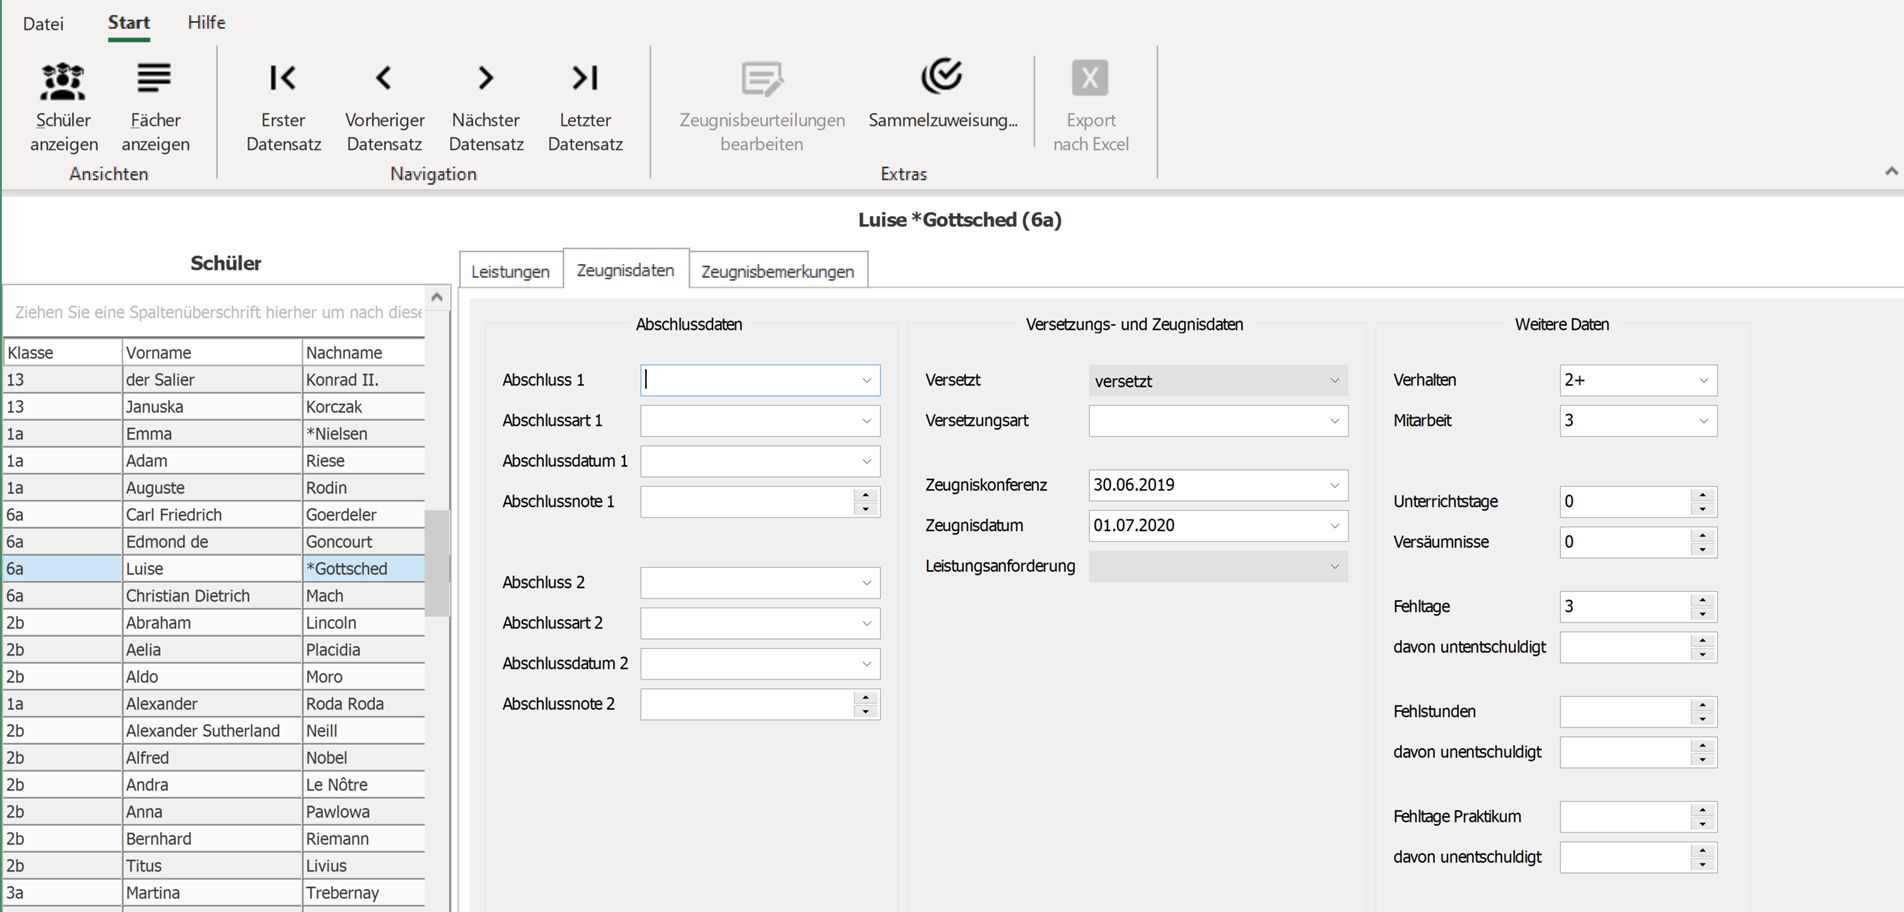 Datei Start Hilfe
Schüler anzeigen
Fächer anzeigen
Ansichten
Erster Datensatz
Vorheriger Datensatz
Nächster Datensatz
Letzter Datensatz
Navigation
Zeugnisbeurteilungen bearbeiten
Sammelzuweisung...
Export nach Excel
Extras
Luise *Gottsched (6a)
Schüler
Ziehen Sie eine Spaltenüberschrift hierher um nach diese
Klasse Vorname Nachname
13 der Salier Konrad II.
13 Januska Korczak
1a Emma *Nielsen
1a Adam Riese
1a Auguste Rodin
6a Carl Friedrich Goerdeler
6a Edmond de Goncourt
6a Luise *Gottsched
6a Christian Dietrich Mach
2b Abraham Lincoln
2b Aelia Placidia
2b Aldo Moro
1a Alexander Roda Roda
2b Alexander Sutherland Neill
2b Alfred Nobel
2b Andra Le Nôtre
2b Anna Pawlowa
2b Bernhard Riemann
2b Titus Livius
3a Martina Trebernay
Leistungen Zeugnisdaten Zeugnisbemerkungen
Abschlussdaten
Abschluss 1
Abschlussart 1
Abschlussdatum 1
Abschlussnote 1
Abschluss 2
Abschlussart 2
Abschlussdatum 2
Abschlussnote 2
Versetzungs- und Zeugnisdaten
Versetzt versetzt
Versetzungsart
Zeugniskonferenz 30.06.2019
Zeugnisdatum 01.07.2020
Leistungsanforderung
Weitere Daten
Verhalten 2+
Mitarbeit 3
Unterrichtstage 0
Versäumnisse 0
Fehltage 3
davon untentschuldigt
Fehlstunden
davon unentschuldigt
Fehltage Praktikum
davon unentschuldigt